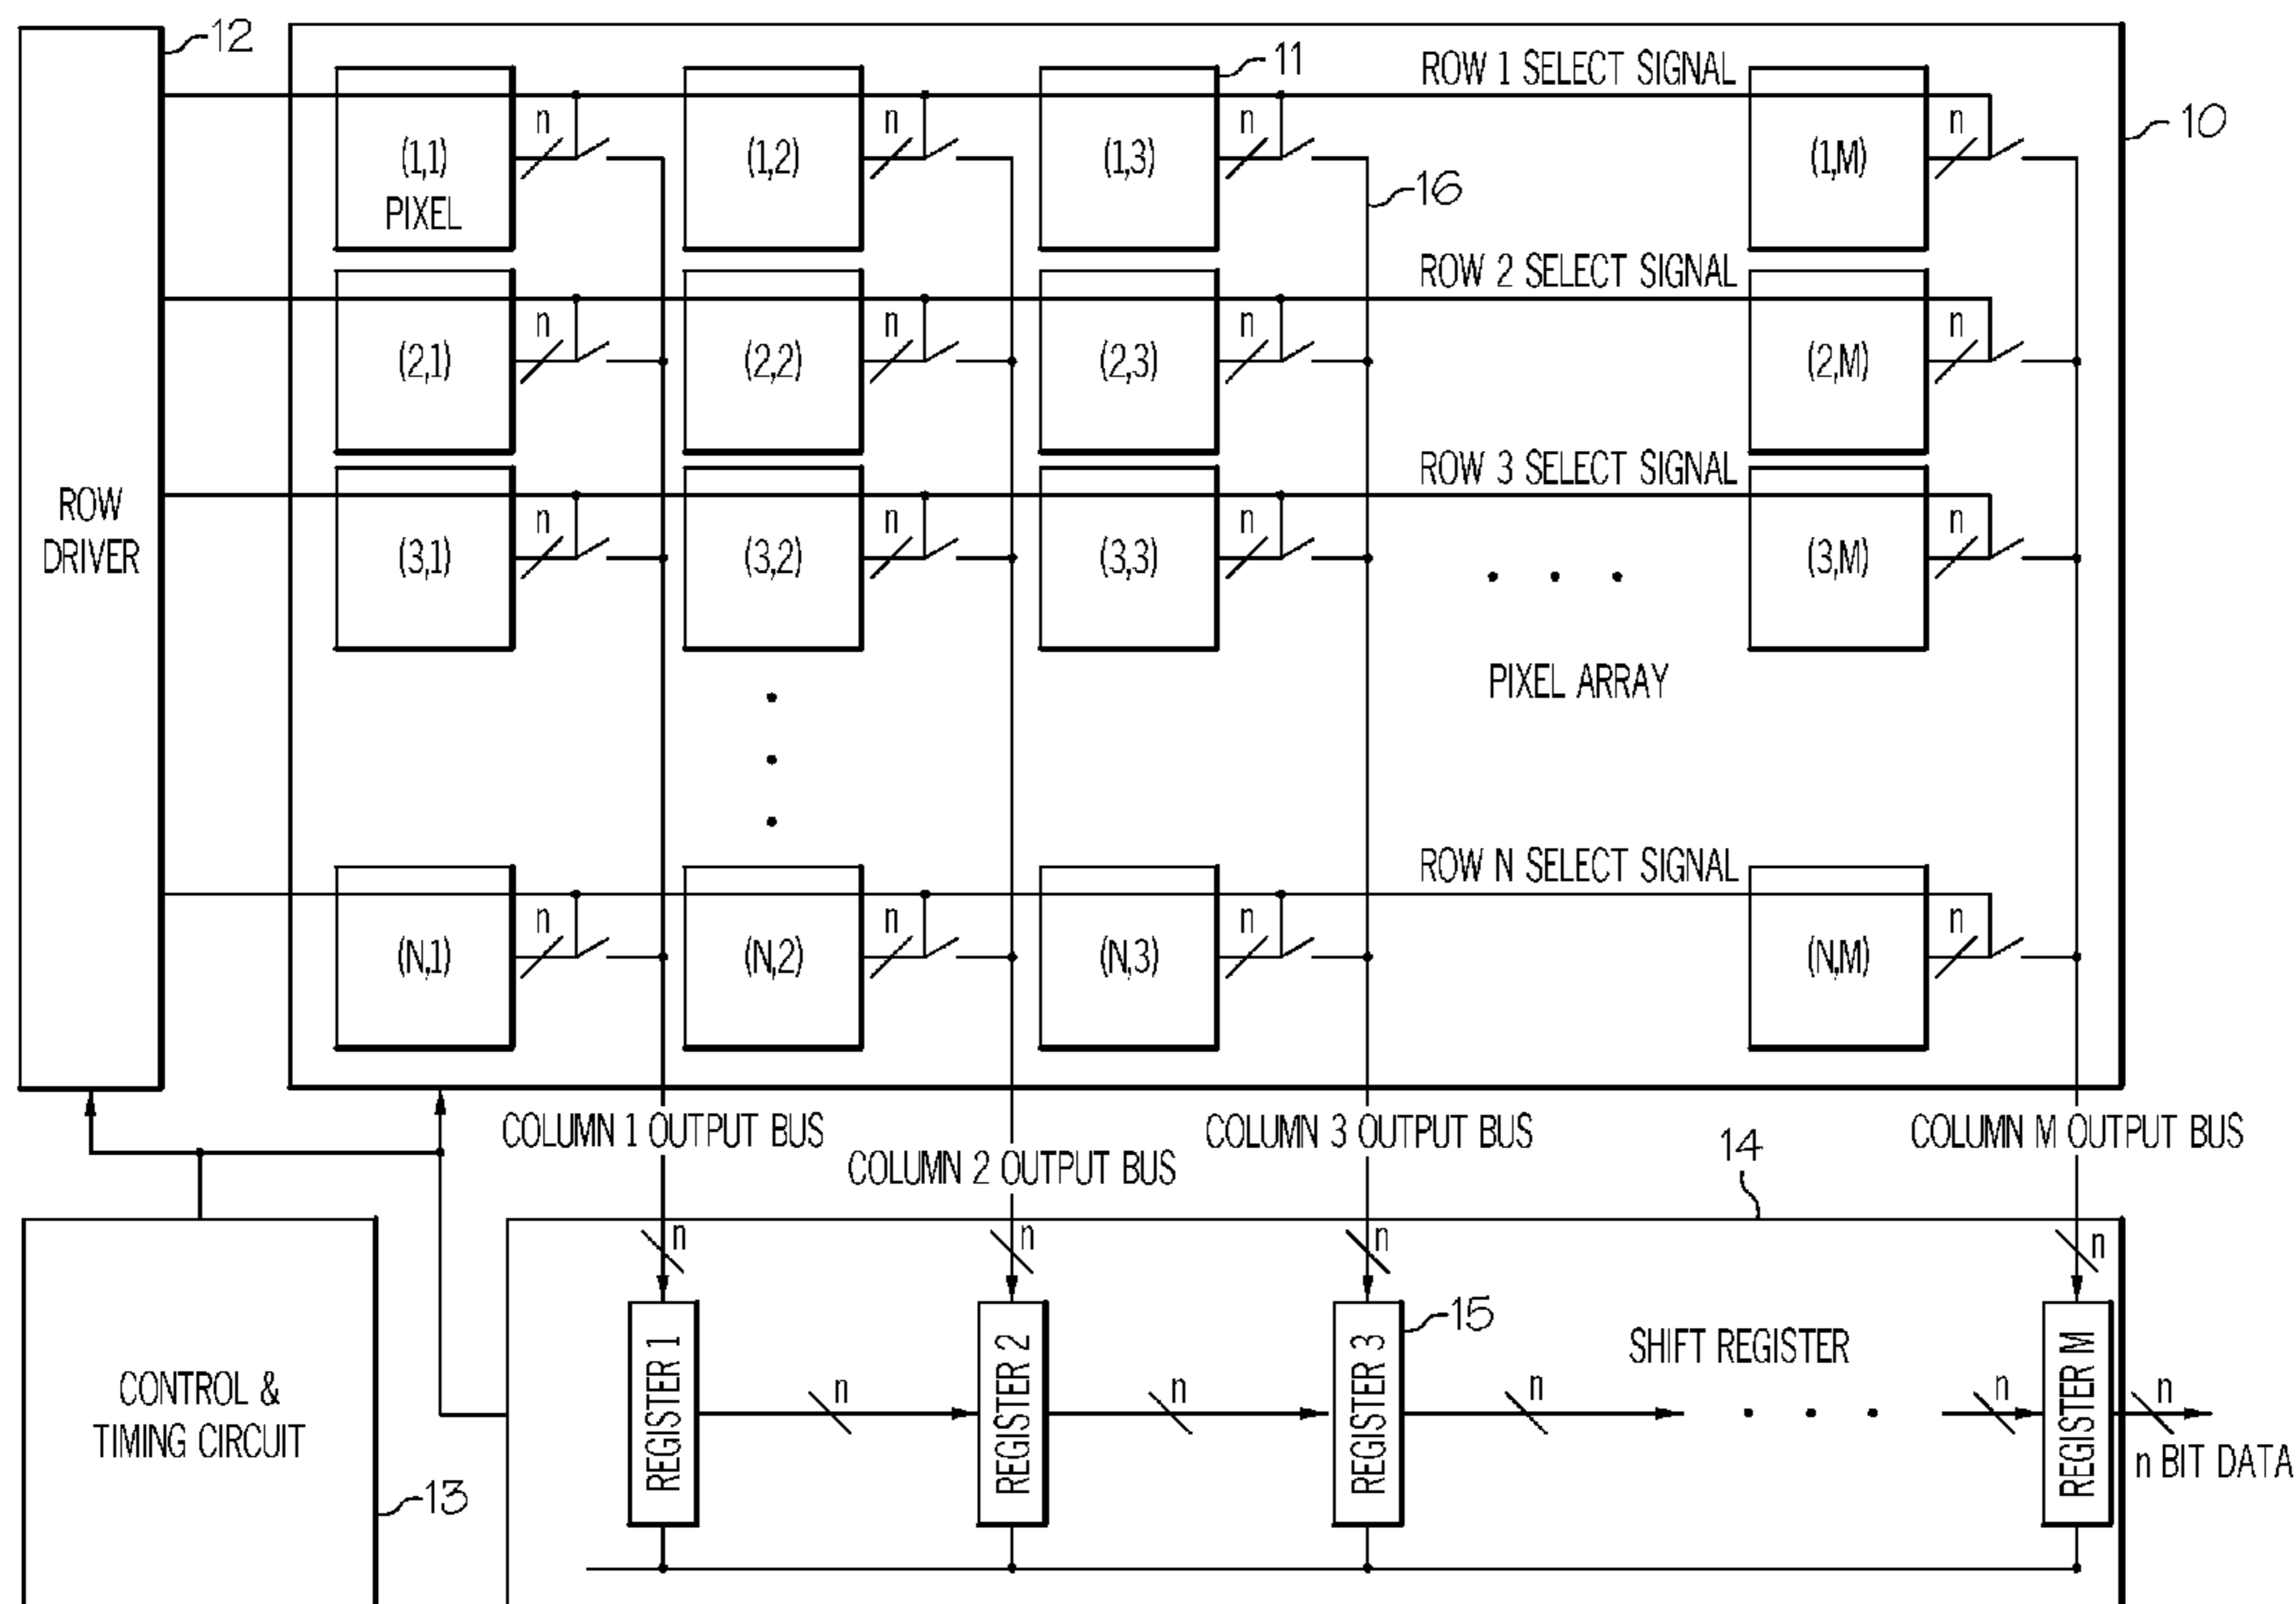 12
11
ROW 1 SELECT SIGNAL
10
n n n n
(1,1) (1,2) (1,3) (1,M)
PIXEL
16
ROW 2 SELECT SIGNAL
n n n n
(2,1) (2,2) (2,3) (2,M)
ROW 3 SELECT SIGNAL
ROW
DRIVER
n n n n
(3,1) (3,2) (3,3) (3,M)
. . .
PIXEL ARRAY
ROW N SELECT SIGNAL
n n n n
(N,1) (N,2) (N,3) (N,M)
COLUMN 1 OUTPUT BUS
COLUMN 2 OUTPUT BUS
COLUMN 3 OUTPUT BUS
COLUMN M OUTPUT BUS
14
n n n n
15
SHIFT REGISTER
REGISTER 1
n
REGISTER 2
n
REGISTER 3
n
. . .
n
REGISTER M
n
n BIT DATA
CONTROL &
TIMING CIRCUIT
13